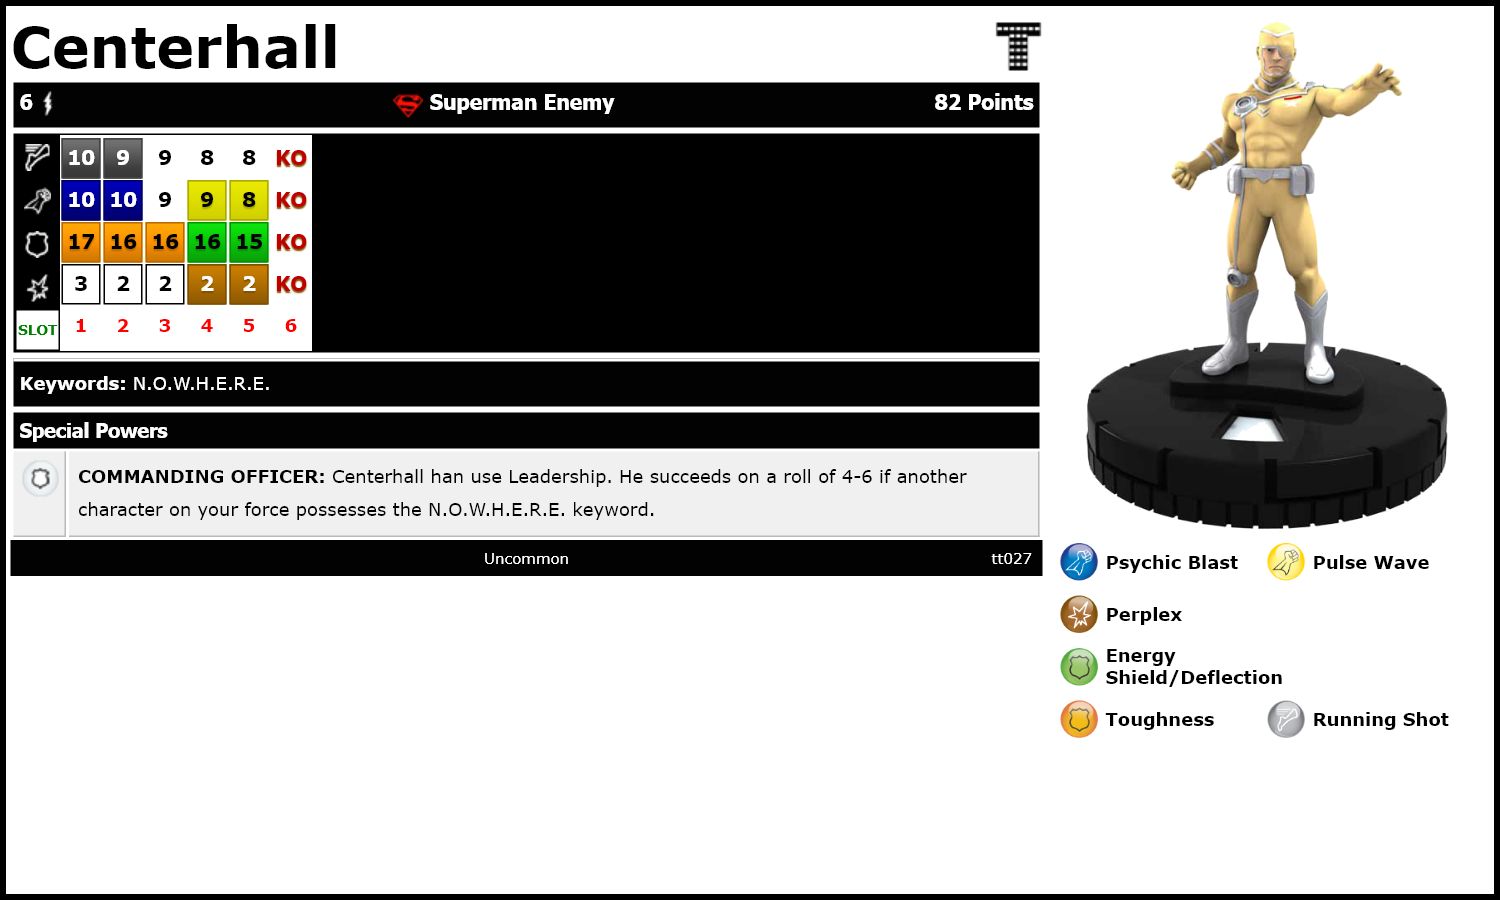 Centerhall
T
6 Superman Enemy 82 Points
10 9 9 8 8 KO
10 10 9 9 8 KO
17 16 16 16 15 KO
3 2 2 2 2 KO
SLOT 1 2 3 4 5 6
Keywords: N.O.W.H.E.R.E.
Special Powers
COMMANDING OFFICER: Centerhall han use Leadership. He succeeds on a roll of 4-6 if another
character on your force possesses the N.O.W.H.E.R.E. keyword.
Uncommon tt027
Psychic Blast Pulse Wave
Perplex
Energy
Shield/Deflection
Toughness Running Shot